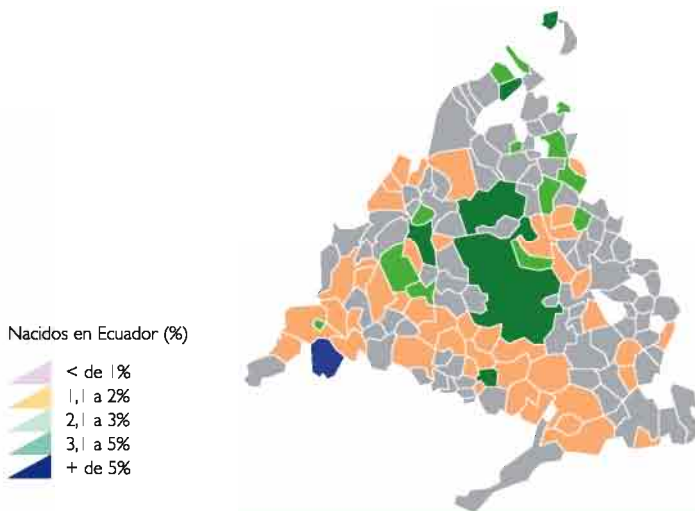 Nacidos en Ecuador (%)
< de 1%
1,1 a 2%
2,1 a 3%
3,1 a 5%
+ de 5%